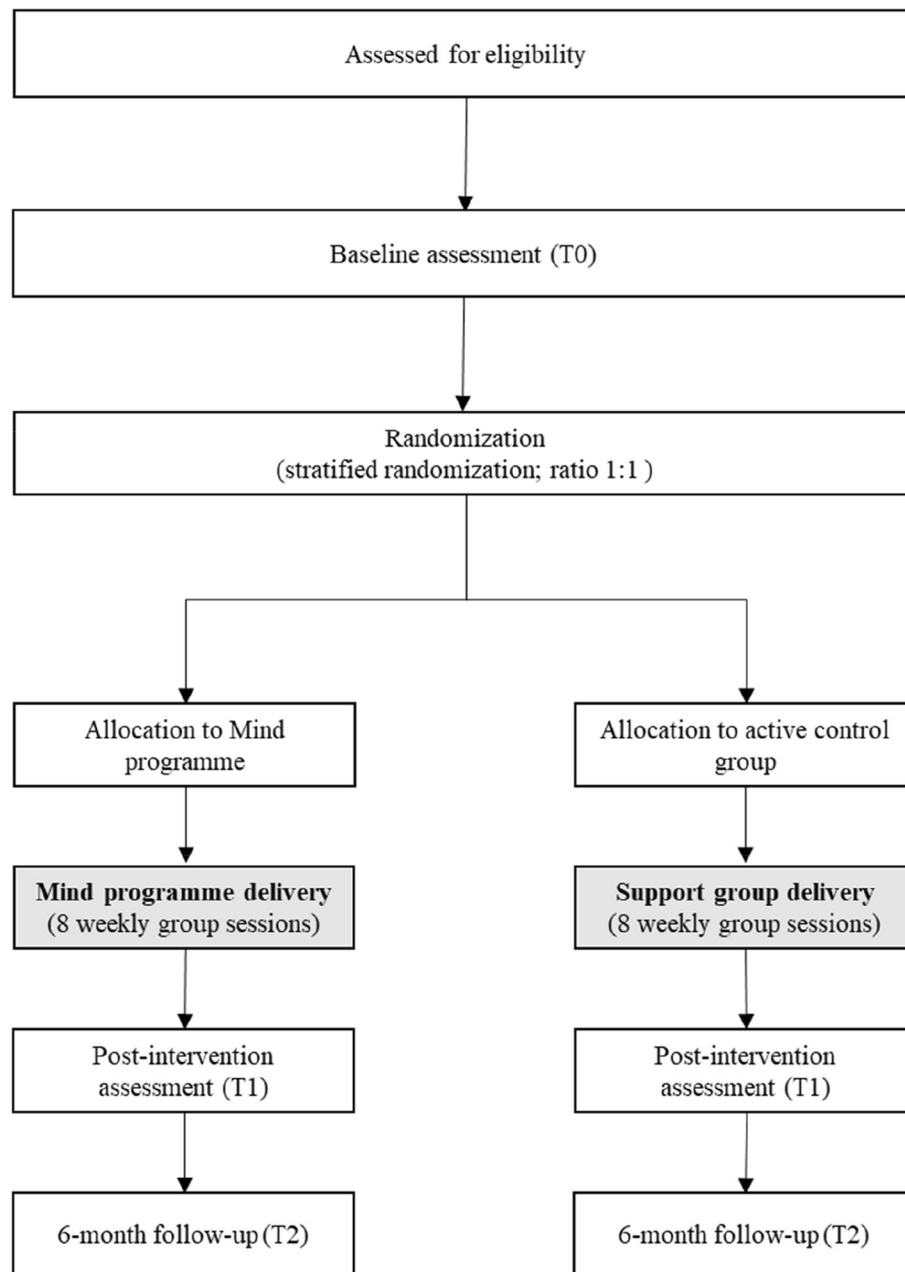 Assessed for eligibility
Baseline assessment (T0)
Randomization
(stratified randomization; ratio 1:1 )
Allocation to Mind
programme
Allocation to active control
group
Mind programme delivery
(8 weekly group sessions)
Support group delivery
(8 weekly group sessions)
Post-intervention
assessment (T1)
Post-intervention
assessment (T1)
6-month follow-up (T2)
6-month follow-up (T2)